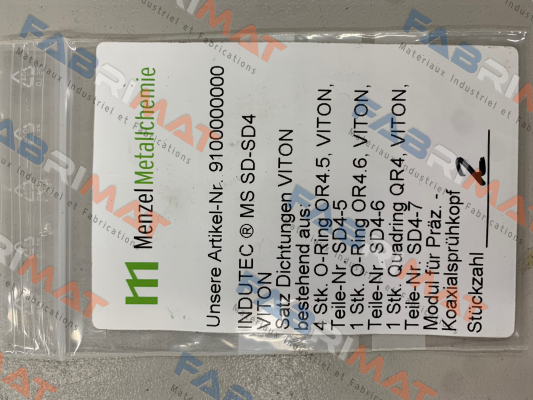 m Menzel Metallchemie
Unsere Artikel-Nr. 9100000000
INDUTEC ® MS SD-SD4
VITON
Satz Dichtungen VITON
bestehend aus:
4 Stk. O-Ring OR4.5, VITON,
Teile-Nr. SD4-5
1 Stk. O-Ring OR4.6, VITON,
Teile-Nr. SD4-6
1 Stk. Quadring QR4, VITON,
Teile-Nr. SD4-7
Modul für Präz. -
Koaxialsprühkopf
Stückzahl 2
FABRIMAT
Materiaux Industriel et Fabrications